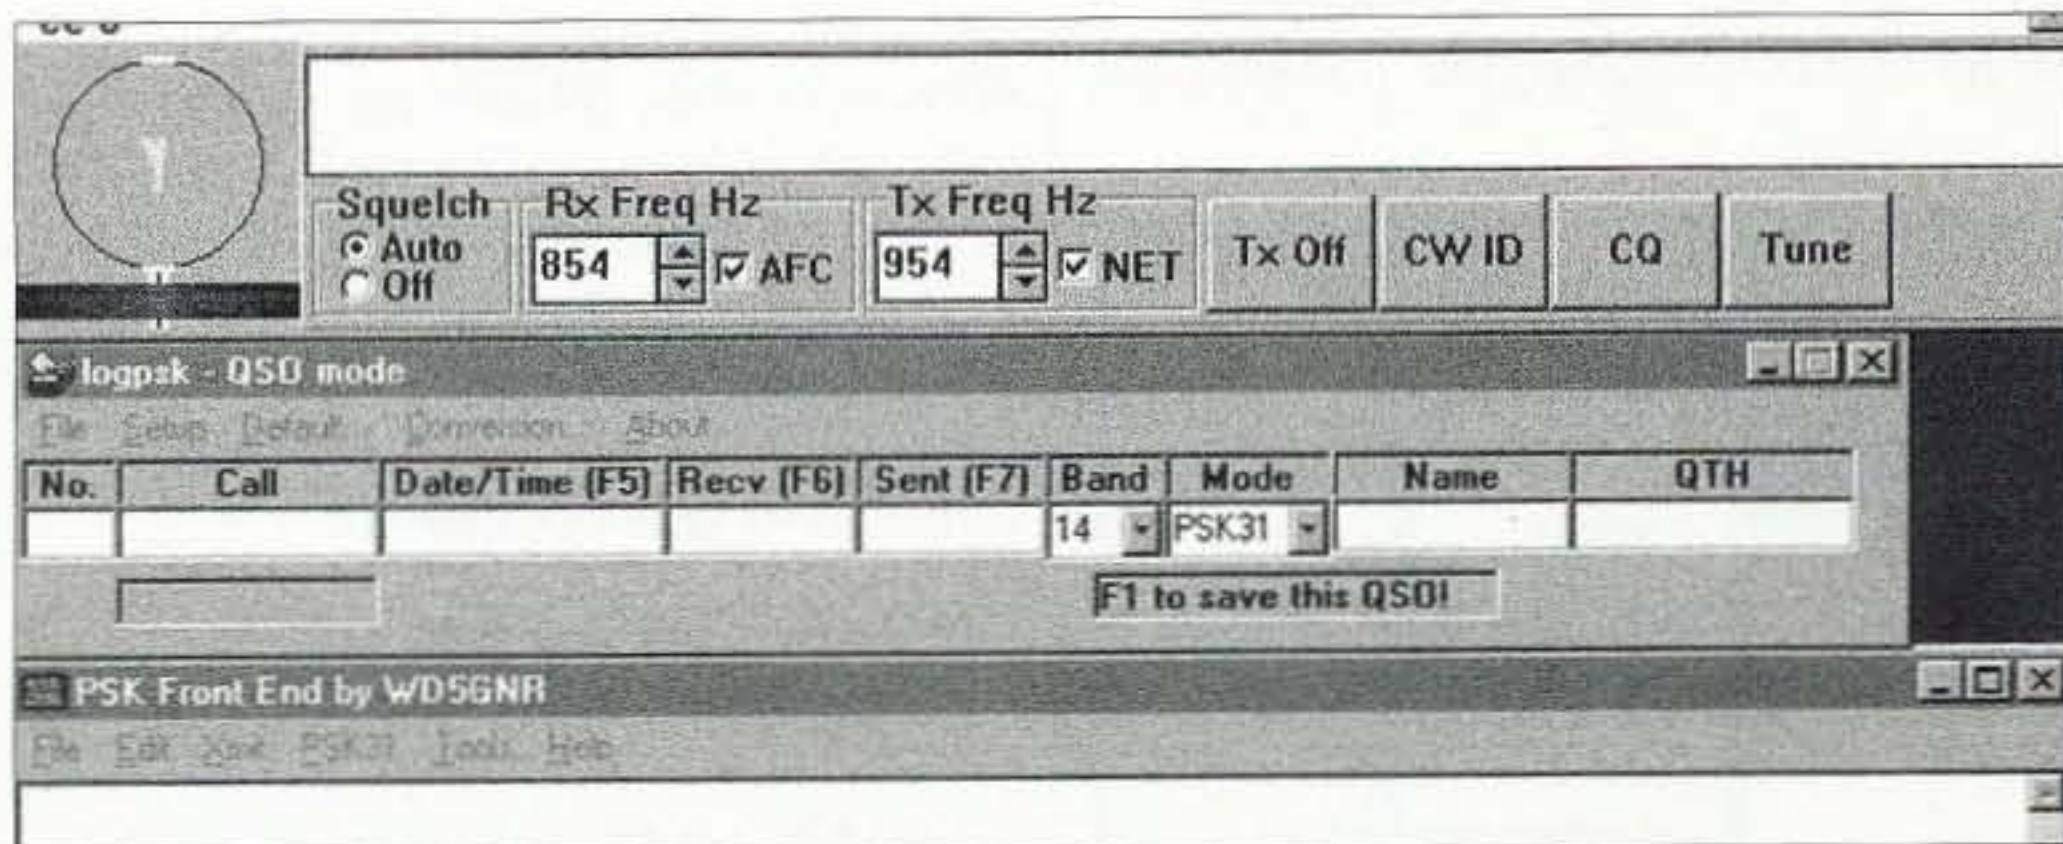 Squelch Rx Freq Hz Tx Freq Hz
Auto 854 AFC 954 NET Tx Off CW ID CQ Tune
Off
logpsk - QSO mode
File Setup Default Conversion About
No. Call Date/Time (F5) Recv (F6) Sent (F7) Band Mode Name QTH
14 PSK31
F1 to save this QSO!
PSK Front End by WD5GNR
File Edit Xmit PSK31 Tools Help